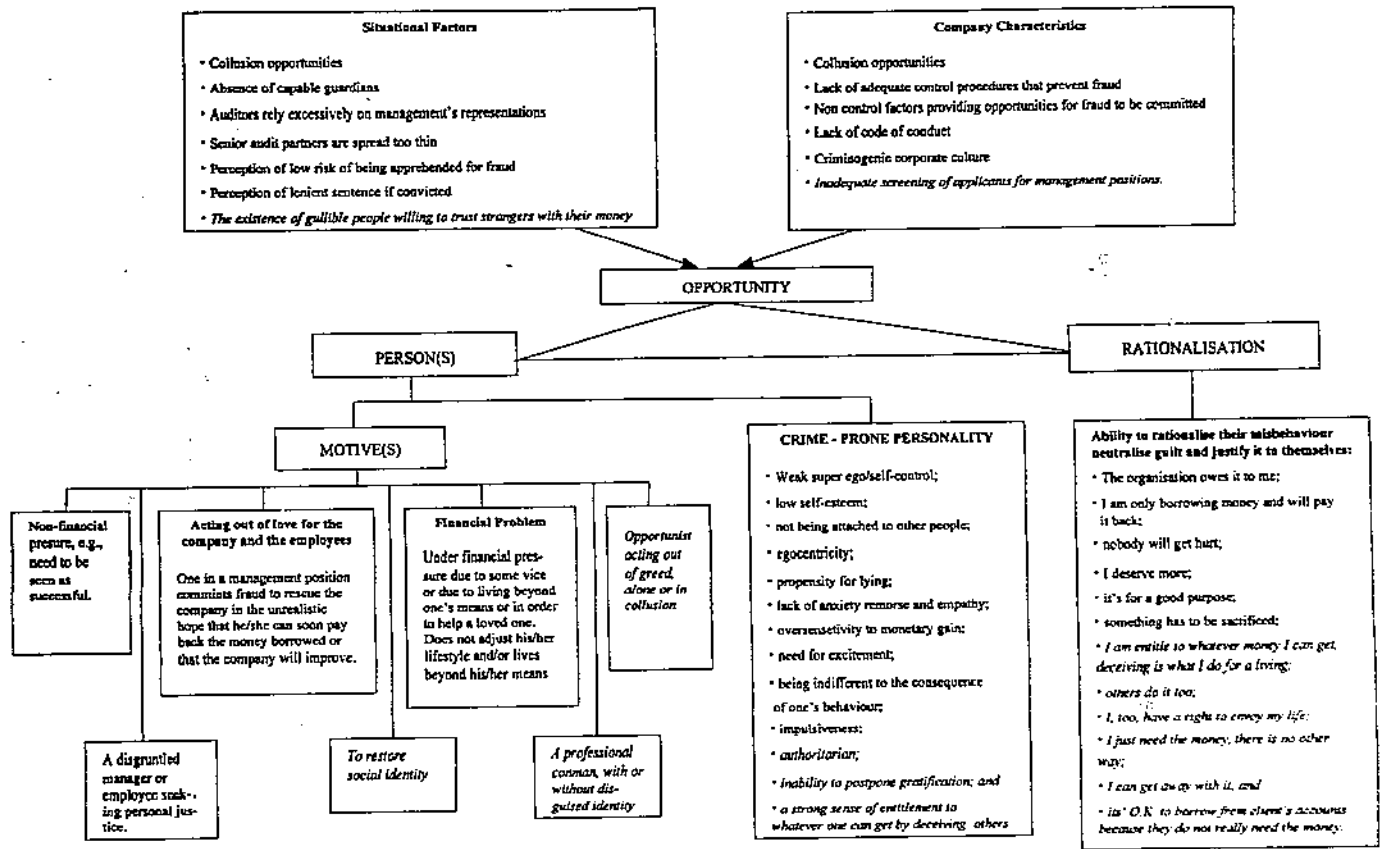 Situational Factors
• Collusion opportunities
• Absence of capable guardians
• Auditors rely excessively on management's representations
• Senior audit partners are spread too thin
• Perception of low risk of being apprehended for fraud
• Perception of lenient sentence if convicted
• The existence of gullible people willing to trust strangers with their money
Company Characteristics
• Collusion opportunities
• Lack of adequate control procedures that prevent fraud
• Non control factors providing opportunities for fraud to be committed
• Lack of code of conduct
• Criminogenic corporate culture
• Inadequate screening of applicants for management positions.
OPPORTUNITY
PERSON(S)
RATIONALISATION
MOTIVE(S)
Non-financial
presure, e.g.,
need to be
seen as
successful.
Acting out of love for the
company and the employees
One in a management position
commints fraud to rescue the
company in the unrealistic
hope that he/she can soon pay
back the money borrowed or
that the company will improve.
Financial Problem
Under financial pres-
sure due to some vice
or due to living beyond
one's means or in order
to help a loved one.
Does not adjust his/her
lifestyle and/or lives
beyond his/her means
Opportunist
acting out
of greed,
alone or in
collusion
A disgruntled
manager or
employee seek-
ing personal jus-
tice.
To restore
social identity
A professional
conman, with or
without dis-
guised identity
CRIME - PRONE PERSONALITY
• Weak super ego/self-control;
• low self-esteem;
• not being attached to other people;
• egocentricity;
• propensity for lying;
• lack of anxiety remorse and empathy;
• oversensetivity to monetary gain;
• need for excitement;
• being indifferent to the consequence
of one's behaviour;
• impulsiveness;
• authoritarian;
• inability to postpone gratification; and
• a strong sense of entitlement to
whatever one can get by deceiving others
Ability to rationalise their misbehaviour
neutralise guilt and justify it to themselves:
• The organisation owes it to me;
• I am only borrowing money and will pay
it back;
• nobody will get hurt;
• I deserve more;
• it's for a good purpose;
• something has to be sacrificed;
• I am entitle to whatever money I can get,
deceiving is what I do for a living;
• others do it too;
• I, too, have a right to enjoy my life;
• I just need the money, there is no other
way;
• I can get away with it, and
• its' O.K to borrow from client's accounts
because they do not really need the money.